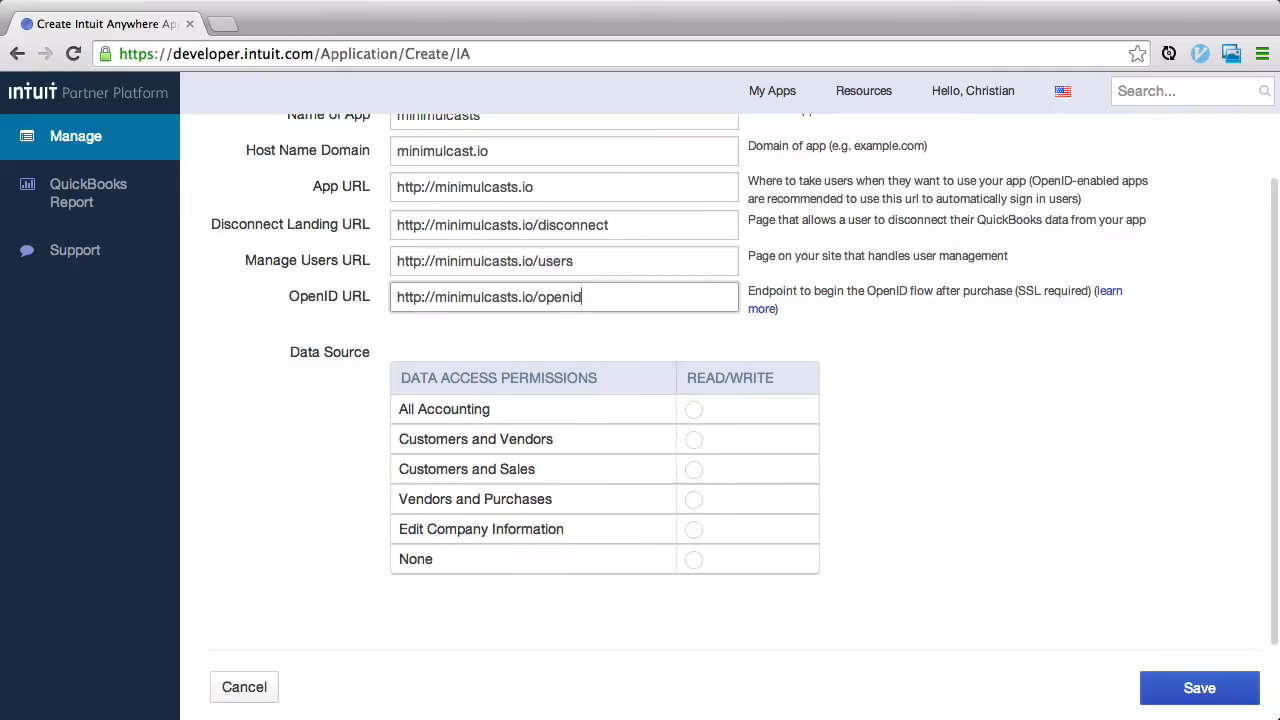 Create Intuit Anywhere App
https://developer.intuit.com/Application/Create/IA
intuit Partner Platform
My Apps
Resources
Hello, Christian
Search...
Manage
QuickBooks
Report
Support
Name of App
minimulcasts
Host Name Domain
minimulcast.io
Domain of app (e.g. example.com)
App URL
http://minimulcasts.io
Where to take users when they want to use your app (OpenID-enabled apps
are recommended to use this url to automatically sign in users)
Disconnect Landing URL
http://minimulcasts.io/disconnect
Page that allows a user to disconnect their QuickBooks data from your app
Manage Users URL
http://minimulcasts.io/users
Page on your site that handles user management
OpenID URL
http://minimulcasts.io/openid
Endpoint to begin the OpenID flow after purchase (SSL required) (learn
more)
Data Source
DATA ACCESS PERMISSIONS
READ/WRITE
All Accounting
Customers and Vendors
Customers and Sales
Vendors and Purchases
Edit Company Information
None
Cancel
Save